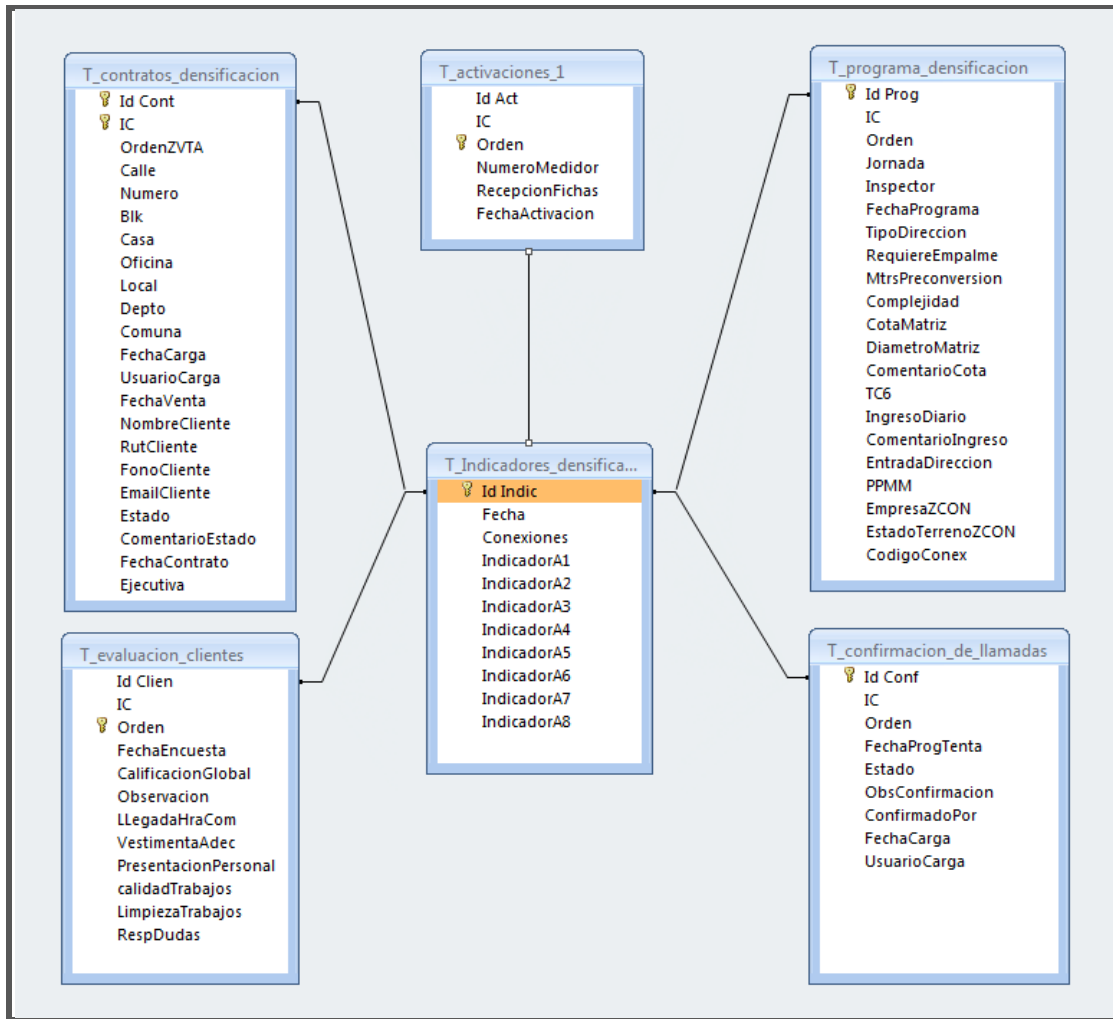 T_contratos_densificacion
Id Cont
IC
OrdenZVTA
Calle
Numero
Blk
Casa
Oficina
Local
Depto
Comuna
FechaCarga
UsuarioCarga
FechaVenta
NombreCliente
RutCliente
FonoCliente
EmailCliente
Estado
ComentarioEstado
FechaContrato
Ejecutiva
T_activaciones_1
Id Act
IC
Orden
NumeroMedidor
RecepcionFichas
FechaActivacion
T_programa_densificacion
Id Prog
IC
Orden
Jornada
Inspector
FechaPrograma
TipoDireccion
RequiereEmpalme
MtrsPreconversion
Complejidad
CotaMatriz
DiametroMatriz
ComentarioCota
TC6
IngresoDiario
ComentarioIngreso
EntradaDireccion
PPMM
EmpresaZCON
EstadoTerrenoZCON
CodigoConex
T_Indicadores_densifica...
Id Indic
Fecha
Conexiones
IndicadorA1
IndicadorA2
IndicadorA3
IndicadorA4
IndicadorA5
IndicadorA6
IndicadorA7
IndicadorA8
T_evaluacion_clientes
Id Clien
IC
Orden
FechaEncuesta
CalificacionGlobal
Observacion
LLegadaHraCom
VestimentaAdec
PresentacionPersonal
calidadTrabajos
LimpiezaTrabajos
RespDudas
T_confirmacion_de_llamadas
Id Conf
IC
Orden
FechaProgTenta
Estado
ObsConfirmacion
ConfirmadoPor
FechaCarga
UsuarioCarga